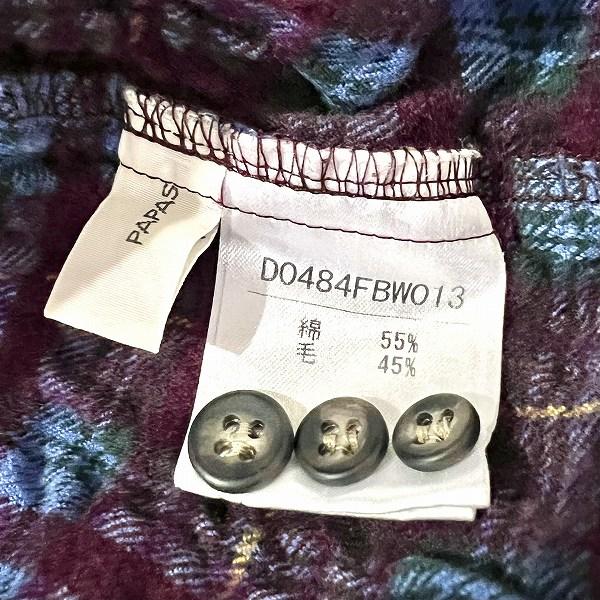 PAPAS
D0484FBW013
綿 55%
毛 45%